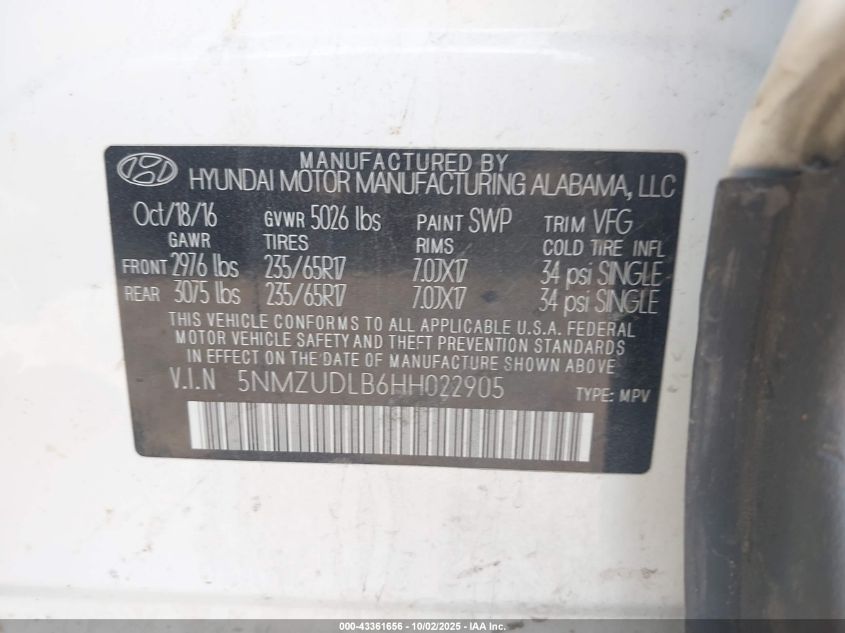 MANUFACTURED BY
HYUNDAI MOTOR MANUFACTURING ALABAMA, LLC
Oct/18/16 GVWR 5026 lbs PAINT SWP TRIM VFG
GAWR TIRES RIMS COLD TIRE INFL
FRONT 2976 lbs 235/65R17 7.0JX17 34 psi SINGLE
REAR 3075 lbs 235/65R17 7.0JX17 34 psi SINGLE
THIS VEHICLE CONFORMS TO ALL APPLICABLE U.S.A. FEDERAL
MOTOR VEHICLE SAFETY AND THEFT PREVENTION STANDARDS
IN EFFECT ON THE DATE OF MANUFACTURE SHOWN ABOVE
V.I.N 5NMZUDLB6HH022905 TYPE: MPV
000-43361656 - 10/02/2025 - IAA Inc.